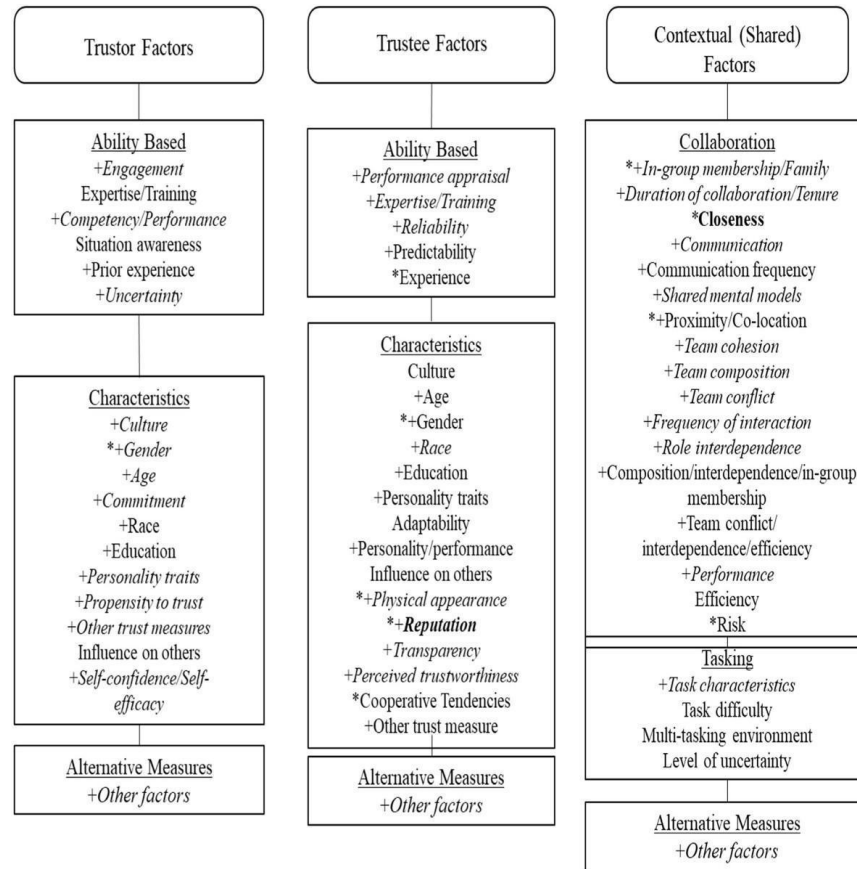 Trustor Factors
Ability Based
+Engagement
Expertise/Training
+Competency/Performance
Situation awareness
+Prior experience
+Uncertainty
Characteristics
+Culture
*+Gender
+Age
+Commitment
+Race
+Education
+Personality traits
+Propensity to trust
+Other trust measures
Influence on others
+Self-confidence/Self-
efficacy
Alternative Measures
+Other factors
Trustee Factors
Ability Based
+Performance appraisal
+Expertise/Training
+Reliability
+Predictability
*Experience
Characteristics
Culture
+Age
*+Gender
+Race
+Education
+Personality traits
Adaptability
+Personality/performance
Influence on others
*+Physical appearance
*+Reputation
+Transparency
+Perceived trustworthiness
*Cooperative Tendencies
+Other trust measure
Alternative Measures
+Other factors
Contextual (Shared)
Factors
Collaboration
*+In-group membership/Family
+Duration of collaboration/Tenure
*Closeness
+Communication
+Communication frequency
+Shared mental models
*+Proximity/Co-location
+Team cohesion
+Team composition
+Team conflict
+Frequency of interaction
+Role interdependence
+Composition/interdependence/in-group
membership
+Team conflict/
interdependence/efficiency
+Performance
Efficiency
*Risk
Tasking
+Task characteristics
Task difficulty
Multi-tasking environment
Level of uncertainty
Alternative Measures
+Other factors